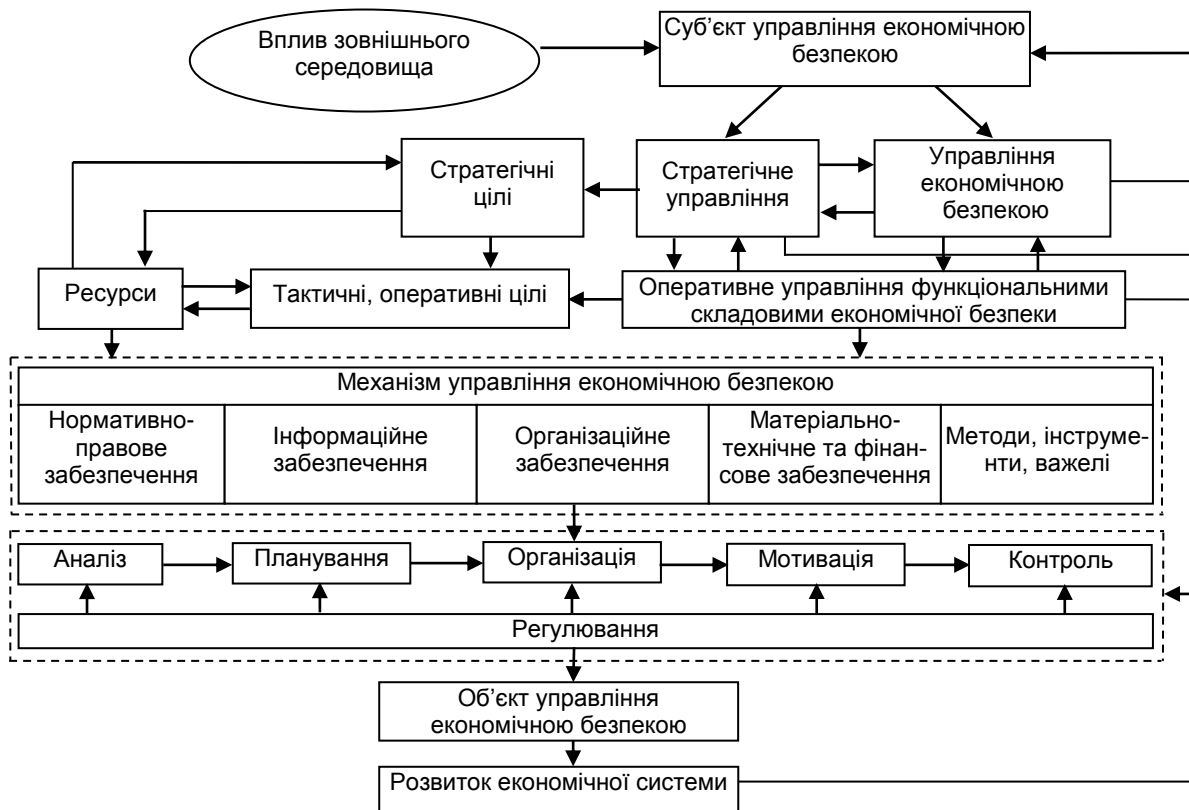 Вплив зовнішнього
середовища
Суб’єкт управління економічною
безпекою
Стратегічні
цілі
Стратегічне
управління
Управління
економічною
безпекою
Ресурси
Тактичні, оперативні цілі
Оперативне управління функціональними
складовими економічної безпеки
Механізм управління економічною безпекою
Нормативно-
правове
забезпечення
Інформаційне
забезпечення
Організаційне
забезпечення
Матеріально-
технічне та фінан-
сове забезпечення
Методи, інструме-
нти, важелі
Аналіз
Планування
Організація
Мотивація
Контроль
Регулювання
Об’єкт управління
економічною безпекою
Розвиток економічної системи